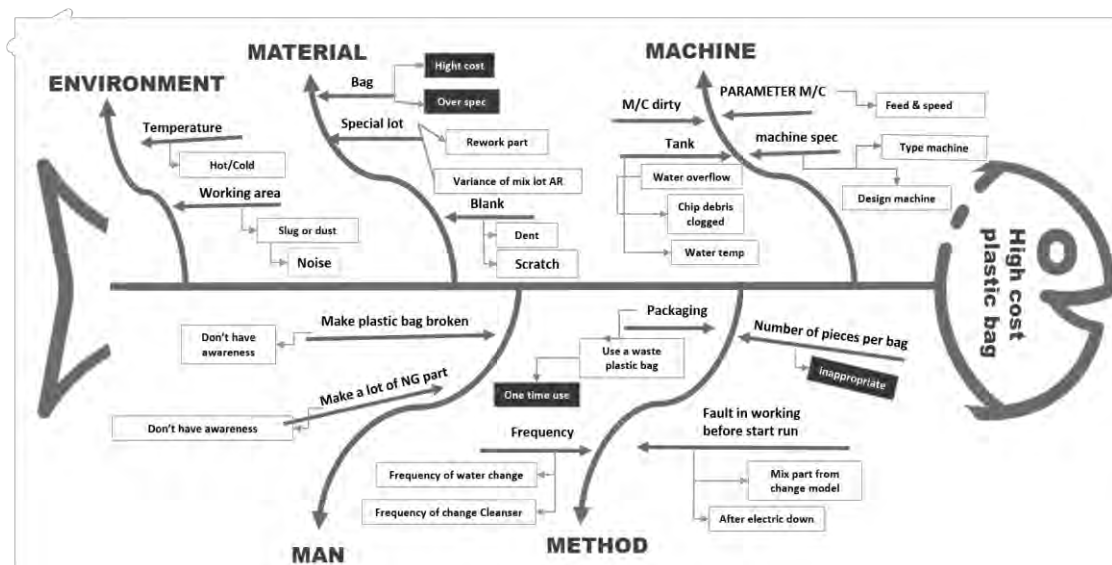 MATERIAL
MACHINE
ENVIRONMENT
Bag
Hight cost
Over spec
Special lot
Rework part
Variance of mix lot AR
Blank
Dent
Scratch
Temperature
Hot/Cold
Working area
Slug or dust
Noise
M/C dirty
PARAMETER M/C
Feed & speed
Tank
machine spec
Type machine
Design machine
Water overflow
Chip debris
clogged
Water temp
High cost
plastic bag
Make plastic bag broken
Don't have
awareness
Make a lot of NG part
Don't have awareness
Packaging
Use a waste
plastic bag
One time use
Number of pieces per bag
inappropriate
Frequency
Frequency of water change
Frequency of change Cleanser
Fault in working
before start run
Mix part from
change model
After electric down
MAN
METHOD